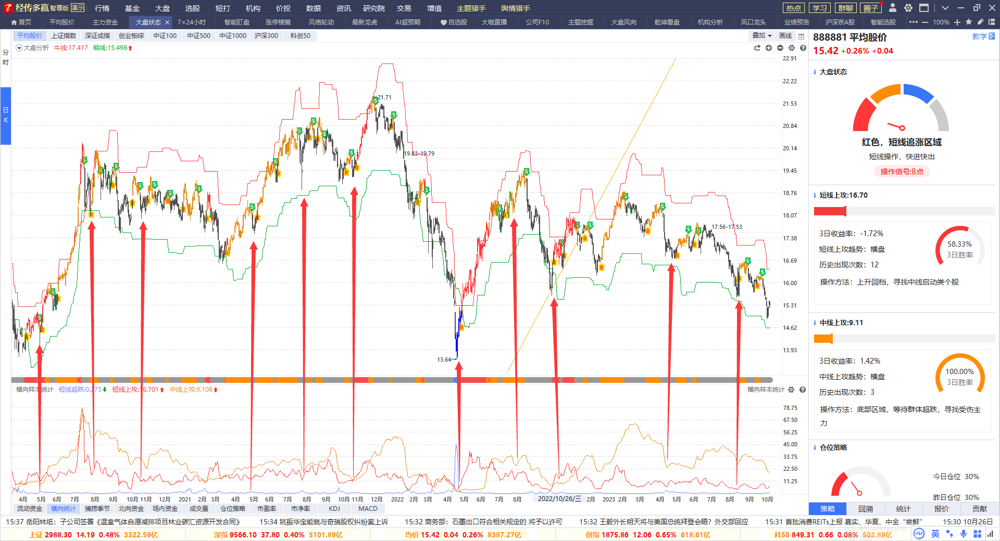 经传多赢 智尊版 演示 行情 基金 大盘 选股 短打 机构 价投 数据 资讯 研究院 交易 增值 主题猎手 舆情猎手 热点 学习 群聊 圈子
首页 平均股价 主力资金 大盘状态 × 7×24小时 智能盯盘 涨停棱镜 风格轮动 最新龙虎 AI超预期 自选股 大咖直播 公司F10 主题挖掘 大盘风向 乾坤看盘 机构分析 风口龙头 业绩预告 沪深京A股 智能选股 100%
平均股价 上证指数 深证成指 创业板综 中证100 中证500 中证1000 沪深300 科创50 叠加 画线
大盘分析 牛线:17.417 熊线:15.498
分时
日K
22.91
22.22
21.53
20.84
20.14
19.45
18.76
18.07
17.38
16.69
16.00
15.31
14.62
13.93
21.71
19.83-19.79
17.56-17.53
13.64
横向样本统计 短线超跌:0.275 短线上攻:16.701 中线上攻:9.108 横向样本统计
78.75
67.50
56.25
45.00
33.75
22.50
11.25
4月 5月 6月 7月 8月 9月 10月 11月 12月 2021 2月 3月 4月 5月 6月 7月 8月 9月 10月 11月 12月 2022 2月 3月 4月 5月 6月 7月 8月 2022/10/26/三 2月 2023 2月 3月 4月 5月 6月 7月 8月 9月 10月
流动资金 横向统计 捕捞季节 北向资金 场内资金 成交量 仓位策略 市盈率 市净率 KDJ MACD
888881 平均股价 教学
15.42 +0.26% +0.04
大盘状态
红色，短线追涨区域
短线操作，快进快出
操作信号:B点
短线上攻:16.70
3日收益率：-1.72%
短线上攻趋势：横盘
历史出现次数：12
58.33%
3日胜率
操作方法：上升回档，寻找中线启动类个股
中线上攻:9.11
3日收益率：1.42%
中线上攻趋势：横盘
历史出现次数：3
100.00%
3日胜率
操作方法：底部区域，等待群体超跌，寻找受伤主力
仓位策略
今日仓位 30%
昨日仓位 30%
策略 回溯 统计 报价 贡献
15:37 岳阳林纸：子公司签署《温室气体自愿减排项目林业碳汇资源开发合同》 15:34 姚振华宝能就与奇瑞股权纠纷案上诉 15:32 商务部：石墨出口符合相关规定的 将予以许可 15:32 王毅外长明天将与美国总统拜登会晤？外交部回应 15:31 首批消费REITs上报 嘉实、华夏、中金“尝鲜” 15:30 10月26日
上证 2988.30 14.19 0.48% 3322.59亿 深指 9566.10 37.80 0.40% 5101.89亿 均价 15.42 0.04 0.26% 8387.27亿 创指 1875.86 12.06 0.65% 618.61亿 科50 849.31 0.66 0.08% 502.89亿
iFLY 英